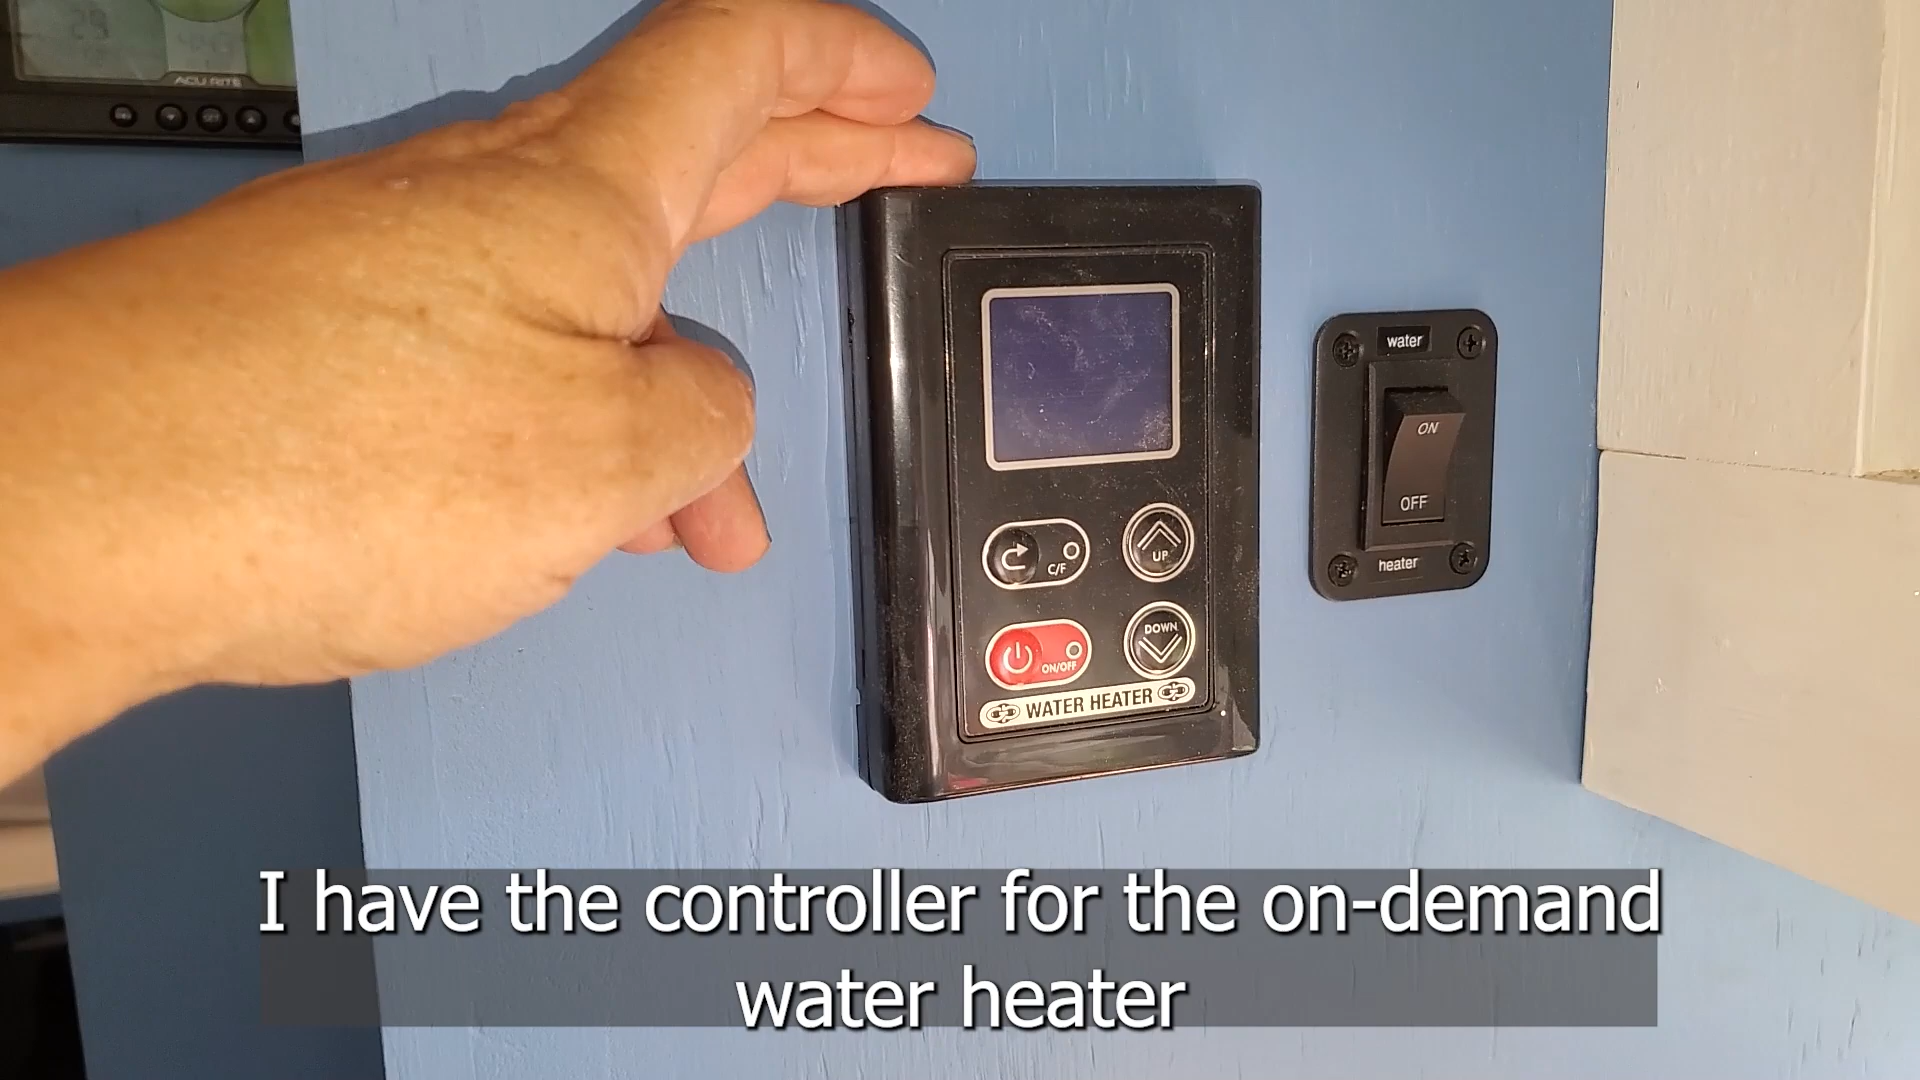 29
ACU RITE
water
ON
OFF
heater
C/F
UP
ON/OFF
DOWN
WATER HEATER
I have the controller for the on-demand
water heater